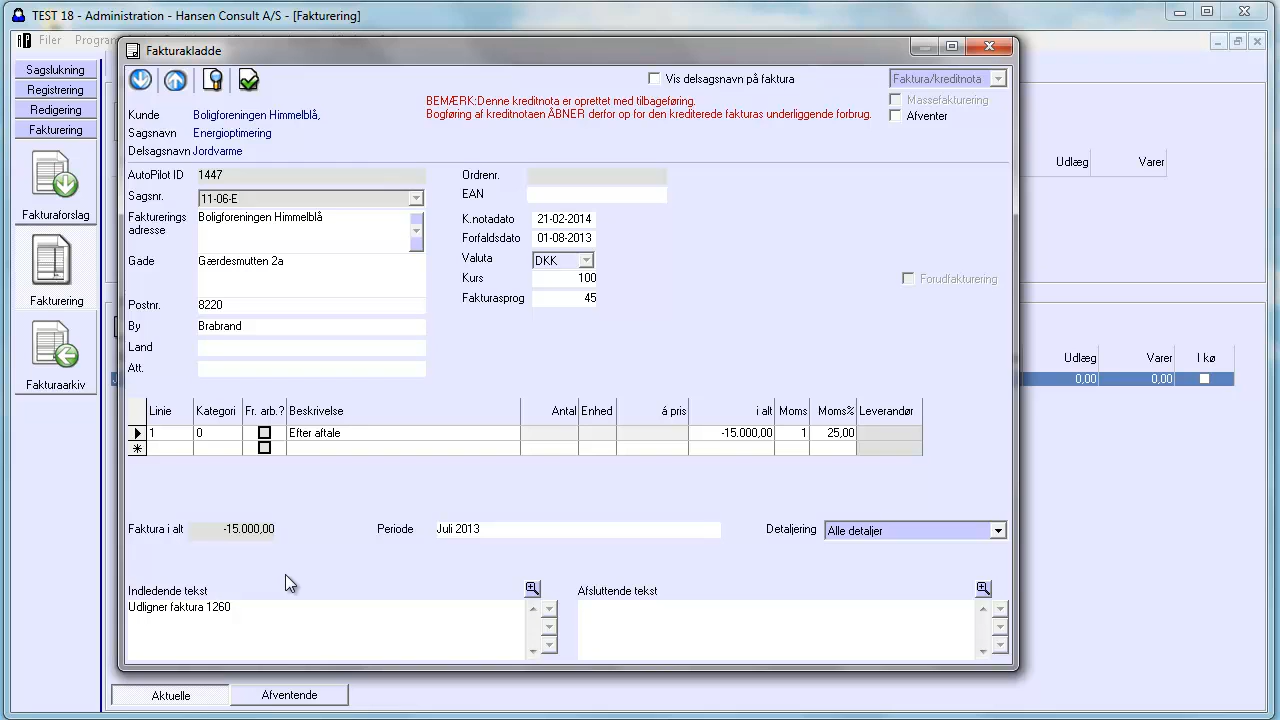 TEST 18 - Administration - Hansen Consult A/S - [Fakturering]
Filer
Sagslukning
Registrering
Redigering
Fakturering
Fakturaforslag
Fakturering
Fakturaarkiv
Fakturakladde
Vis delsagsnavn på faktura
Faktura/kreditnota
BEMÆRK:Denne kreditnota er oprettet med tilbageføring.
Bogføring af kreditnotaen ÅBNER derfor op for den krediterede fakturas underliggende forbrug.
Massefakturering
Afventer
Kunde Boligforeningen Himmelblå,
Sagsnavn Energioptimering
Delsagsnavn Jordvarme
AutoPilot ID 1447
Sagsnr. 11-06-E
Fakturerings adresse Boligforeningen Himmelblå
Gade Gærdesmutten 2a
Postnr. 8220
By Brabrand
Land
Att.
Ordrenr.
EAN
K.notadato 21-02-2014
Forfaldsdato 01-08-2013
Valuta DKK
Kurs 100
Fakturasprog 45
Forudfakturering
Linie Kategori Fr. arb.? Beskrivelse Antal Enhed á pris i alt Moms Moms% Leverandør
1 0 Efter aftale -15.000,00 1 25,00
Faktura i alt -15.000,00
Periode Juli 2013
Detaljering Alle detaljer
Indledende tekst
Udligner faktura 1260
Afsluttende tekst
Udlæg Varer
Udlæg Varer I kø
0,00 0,00
Aktuelle Afventende